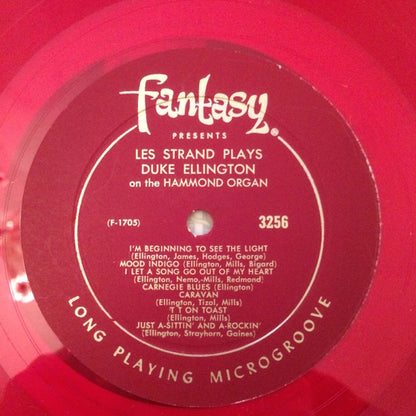 fantasy.
PRESENTS
LES STRAND PLAYS
DUKE ELLINGTON
on the HAMMOND ORGAN
(F-1705) 3256
I'M BEGINNING TO SEE THE LIGHT
(Ellington, James, Hodges, George)
MOOD INDIGO (Ellington, Mills, Bigard)
I LET A SONG GO OUT OF MY HEART
(Ellington, Nemo, Mills, Redmond)
CARNEGIE BLUES (Ellington)
CARAVAN
(Ellington, Tizol, Mills)
'T T ON TOAST
(Ellington, Mills)
JUST A-SITTIN' AND A-ROCKIN'
(Ellington, Strayhorn, Gaines)
LONG PLAYING MICROGROOVE